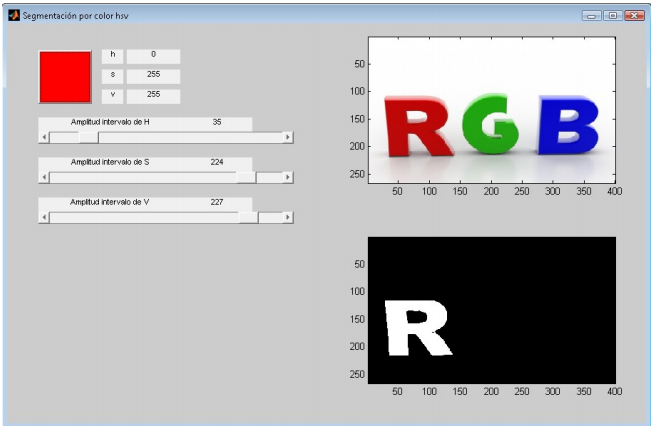 Segmentación por color hsv
h 0
s 255
v 255
Amplitud intervalo de H 35
Amplitud intervalo de S 224
Amplitud intervalo de V 227
50
100
150
200
250
50 100 150 200 250 300 350 400
RGB
50
100
150
200
250
50 100 150 200 250 300 350 400
R